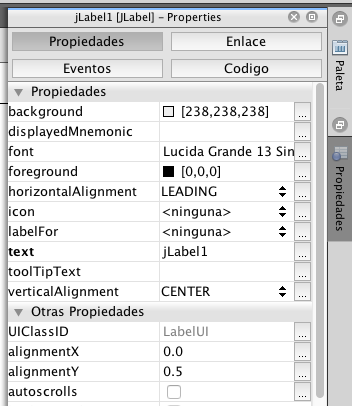 jLabel1 [JLabel] – Properties
Propiedades
Enlace
Eventos
Codigo
Propiedades
background [238,238,238] ...
displayedMnemonic ...
font Lucida Grande 13 Sin ...
foreground [0,0,0] ...
horizontalAlignment LEADING ...
icon <ninguna> ...
labelFor <ninguna> ...
text jLabel1 ...
toolTipText ...
verticalAlignment CENTER ...
Otras Propiedades
UIClassID LabelUI ...
alignmentX 0.0 ...
alignmentY 0.5 ...
autoscrolls ...
Paleta
Propiedades